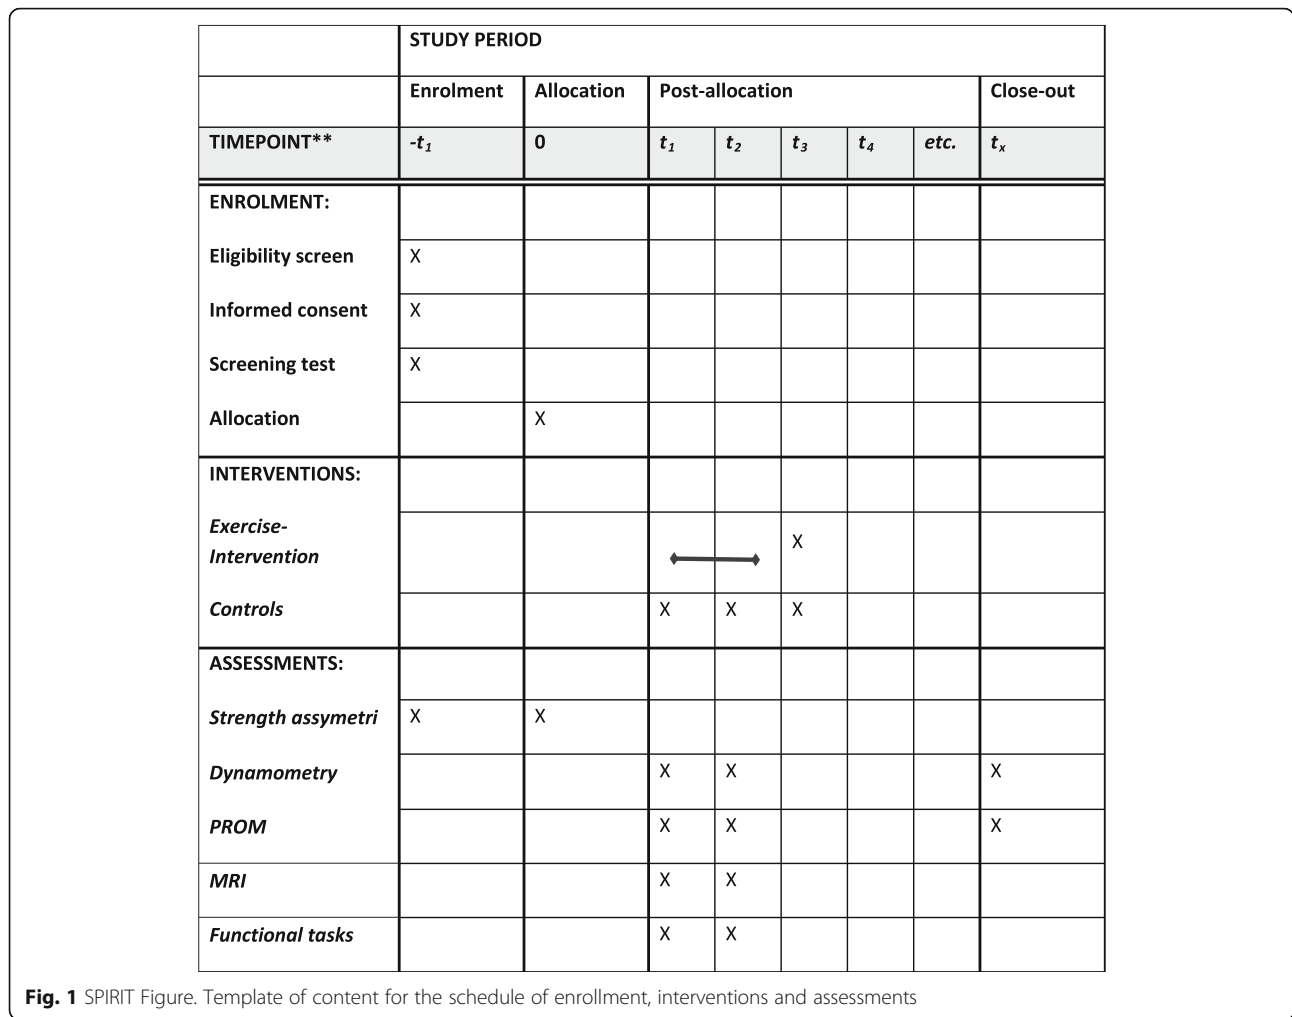 STUDY PERIOD
Enrolment Allocation Post-allocation Close-out
TIMEPOINT** -t1 0 t1 t2 t3 t4 etc. tx
ENROLMENT:
Eligibility screen X
Informed consent X
Screening test X
Allocation X
INTERVENTIONS:
Exercise-
Intervention X
Controls X X X
ASSESSMENTS:
Strength assymetri X X
Dynamometry X X X
PROM X X X
MRI X X
Functional tasks X X
Fig. 1 SPIRIT Figure. Template of content for the schedule of enrollment, interventions and assessments